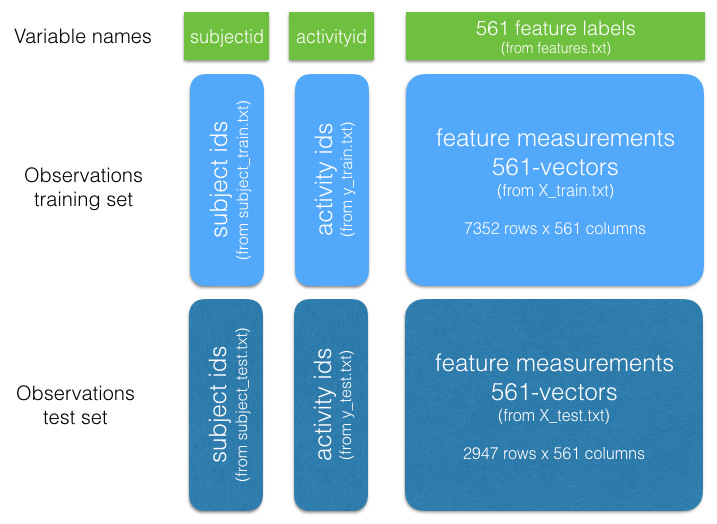 Variable names
subjectid
activityid
561 feature labels
(from features.txt)
Observations
training set
subject ids
(from subject_train.txt)
activity ids
(from y_train.txt)
feature measurements
561-vectors
(from X_train.txt)
7352 rows x 561 columns
Observations
test set
subject ids
(from subject_test.txt)
activity ids
(from y_test.txt)
feature measurements
561-vectors
(from X_test.txt)
2947 rows x 561 columns